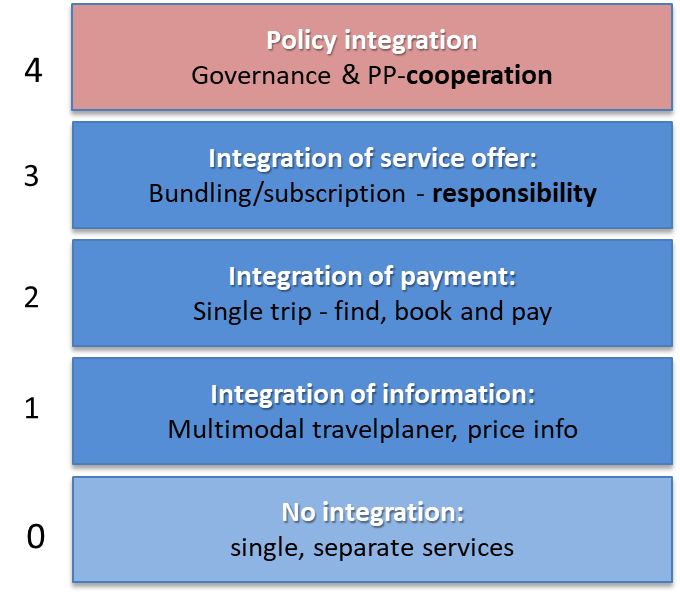 4
Policy integration
Governance & PP-cooperation
3
Integration of service offer:
Bundling/subscription - responsibility
2
Integration of payment:
Single trip - find, book and pay
1
Integration of information:
Multimodal travelplaner, price info
0
No integration:
single, separate services